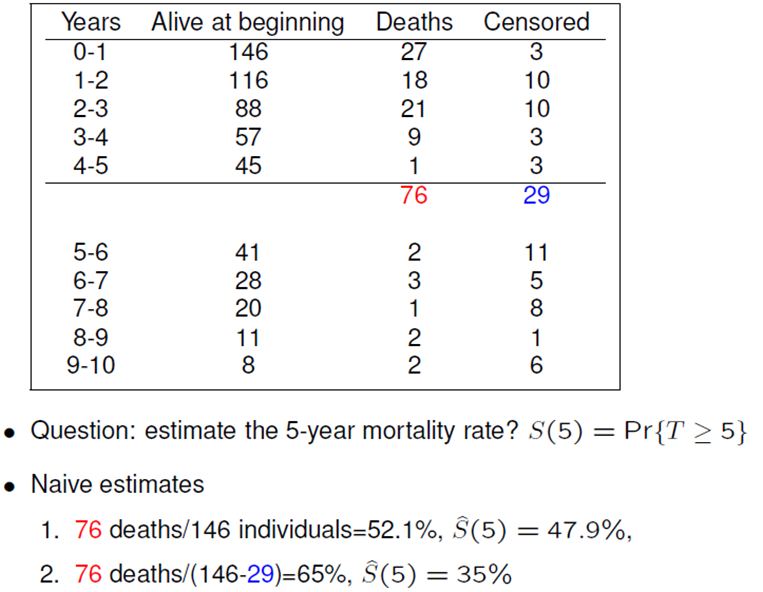 Years Alive at beginning Deaths Censored
0-1 146 27 3
1-2 116 18 10
2-3 88 21 10
3-4 57 9 3
4-5 45 1 3
76 29
5-6 41 2 11
6-7 28 3 5
7-8 20 1 8
8-9 11 2 1
9-10 8 2 6
• Question: estimate the 5-year mortality rate? S(5) = Pr{T ≥ 5}
• Naive estimates
1. 76 deaths/146 individuals=52.1%, Ŝ(5) = 47.9%,
2. 76 deaths/(146-29)=65%, Ŝ(5) = 35%